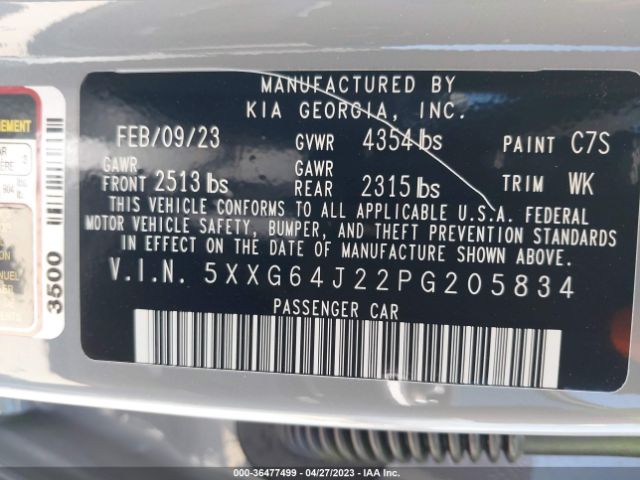 MANUFACTURED BY
KIA GEORGIA, INC.
FEB/09/23 GVWR 4354 lbs PAINT C7S
GAWR FRONT 2513 lbs GAWR REAR 2315 lbs TRIM WK
THIS VEHICLE CONFORMS TO ALL APPLICABLE U.S.A. FEDERAL
MOTOR VEHICLE SAFETY, BUMPER, AND THEFT PREVENTION STANDARDS
IN EFFECT ON THE DATE OF MANUFACTURE SHOWN ABOVE.
V.I.N. 5XXG64J22PG205834
PASSENGER CAR
3500
000-36477499 - 04/27/2023 - IAA Inc.